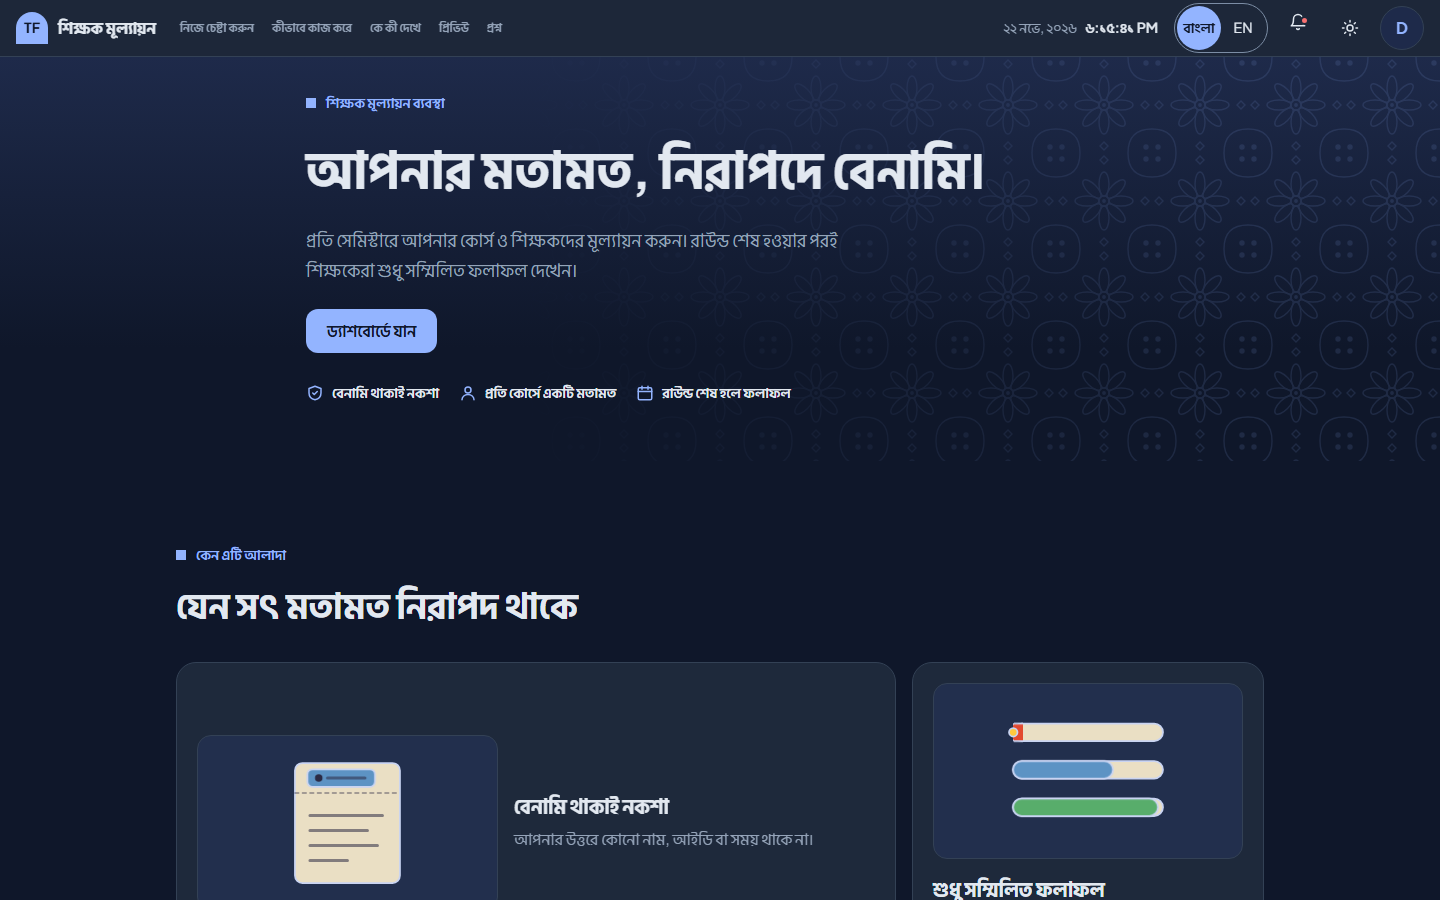 TF শিক্ষক মূল্যায়ন নিজে চেষ্টা করুন কীভাবে কাজ করে কে কী দেখে প্রিভিউ প্রশ্ন ২২ নভে, ২০২৬ ৬:১৫:৪৯ PM বাংলা EN D
শিক্ষক মূল্যায়ন ব্যবস্থা
আপনার মতামত, নিরাপদে বেনামি।
প্রতি সেমিস্টারে আপনার কোর্স ও শিক্ষকদের মূল্যায়ন করুন। রাউন্ড শেষ হওয়ার পরই
শিক্ষকেরা শুধু সম্মিলিত ফলাফল দেখেন।
ড্যাশবোর্ডে যান
বেনামি থাকাই নকশা প্রতি কোর্সে একটি মতামত রাউন্ড শেষ হলে ফলাফল
কেন এটি আলাদা
যেন সৎ মতামত নিরাপদ থাকে
বেনামি থাকাই নকশা
আপনার উত্তরে কোনো নাম, আইডি বা সময় থাকে না।
শুধু সম্মিলিত ফলাফল